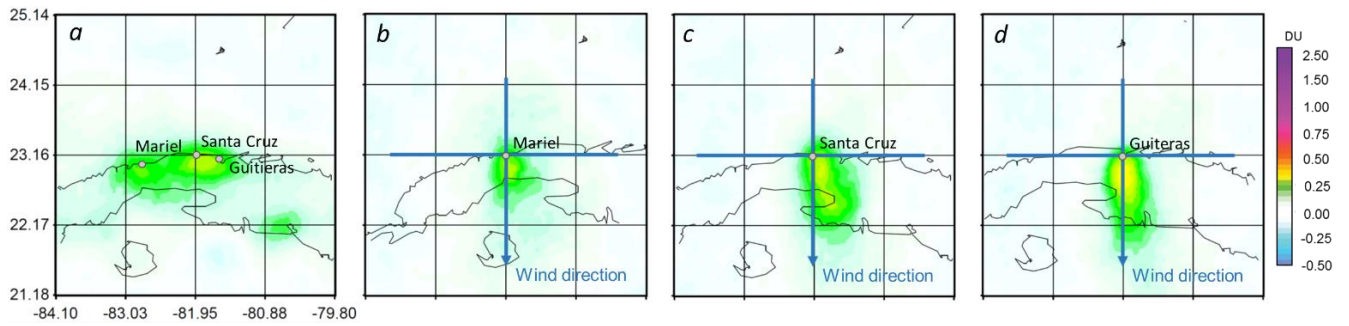 25.14
24.15
23.16
22.17
21.18
-84.10 -83.03 -81.95 -80.88 -79.80
a
Mariel
Santa Cruz
Guitieras
b
Mariel
Wind direction
c
Santa Cruz
Wind direction
d
Guiteras
Wind direction
DU
2.50
1.50
1.00
0.75
0.50
0.25
0.00
-0.25
-0.50